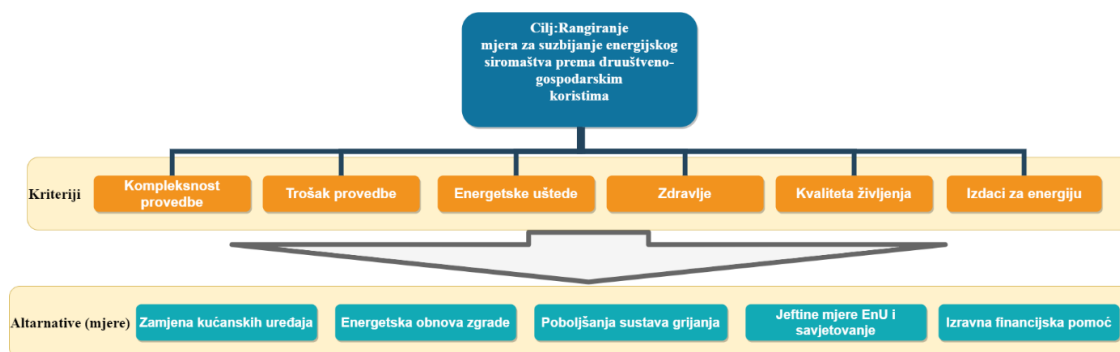 Cilj:Rangiranje
mjera za suzbijanje energijskog
siromaštva prema druuštveno-
gospodarskim
koristima
Kriteriji
Kompleksnost
provedbe
Trošak provedbe
Energetske uštede
Zdravlje
Kvaliteta življenja
Izdaci za energiju
Altarnative (mjere)
Zamjena kućanskih uređaja
Energetska obnova zgrade
Poboljšanja sustava grijanja
Jeftine mjere EnU i
savjetovanje
Izravna financijska pomoć